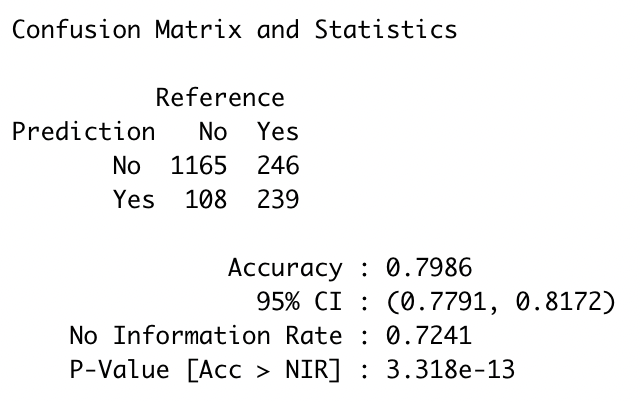 Confusion Matrix and Statistics
Reference
Prediction No Yes
No 1165 246
Yes 108 239
Accuracy : 0.7986
95% CI : (0.7791, 0.8172)
No Information Rate : 0.7241
P-Value [Acc > NIR] : 3.318e-13